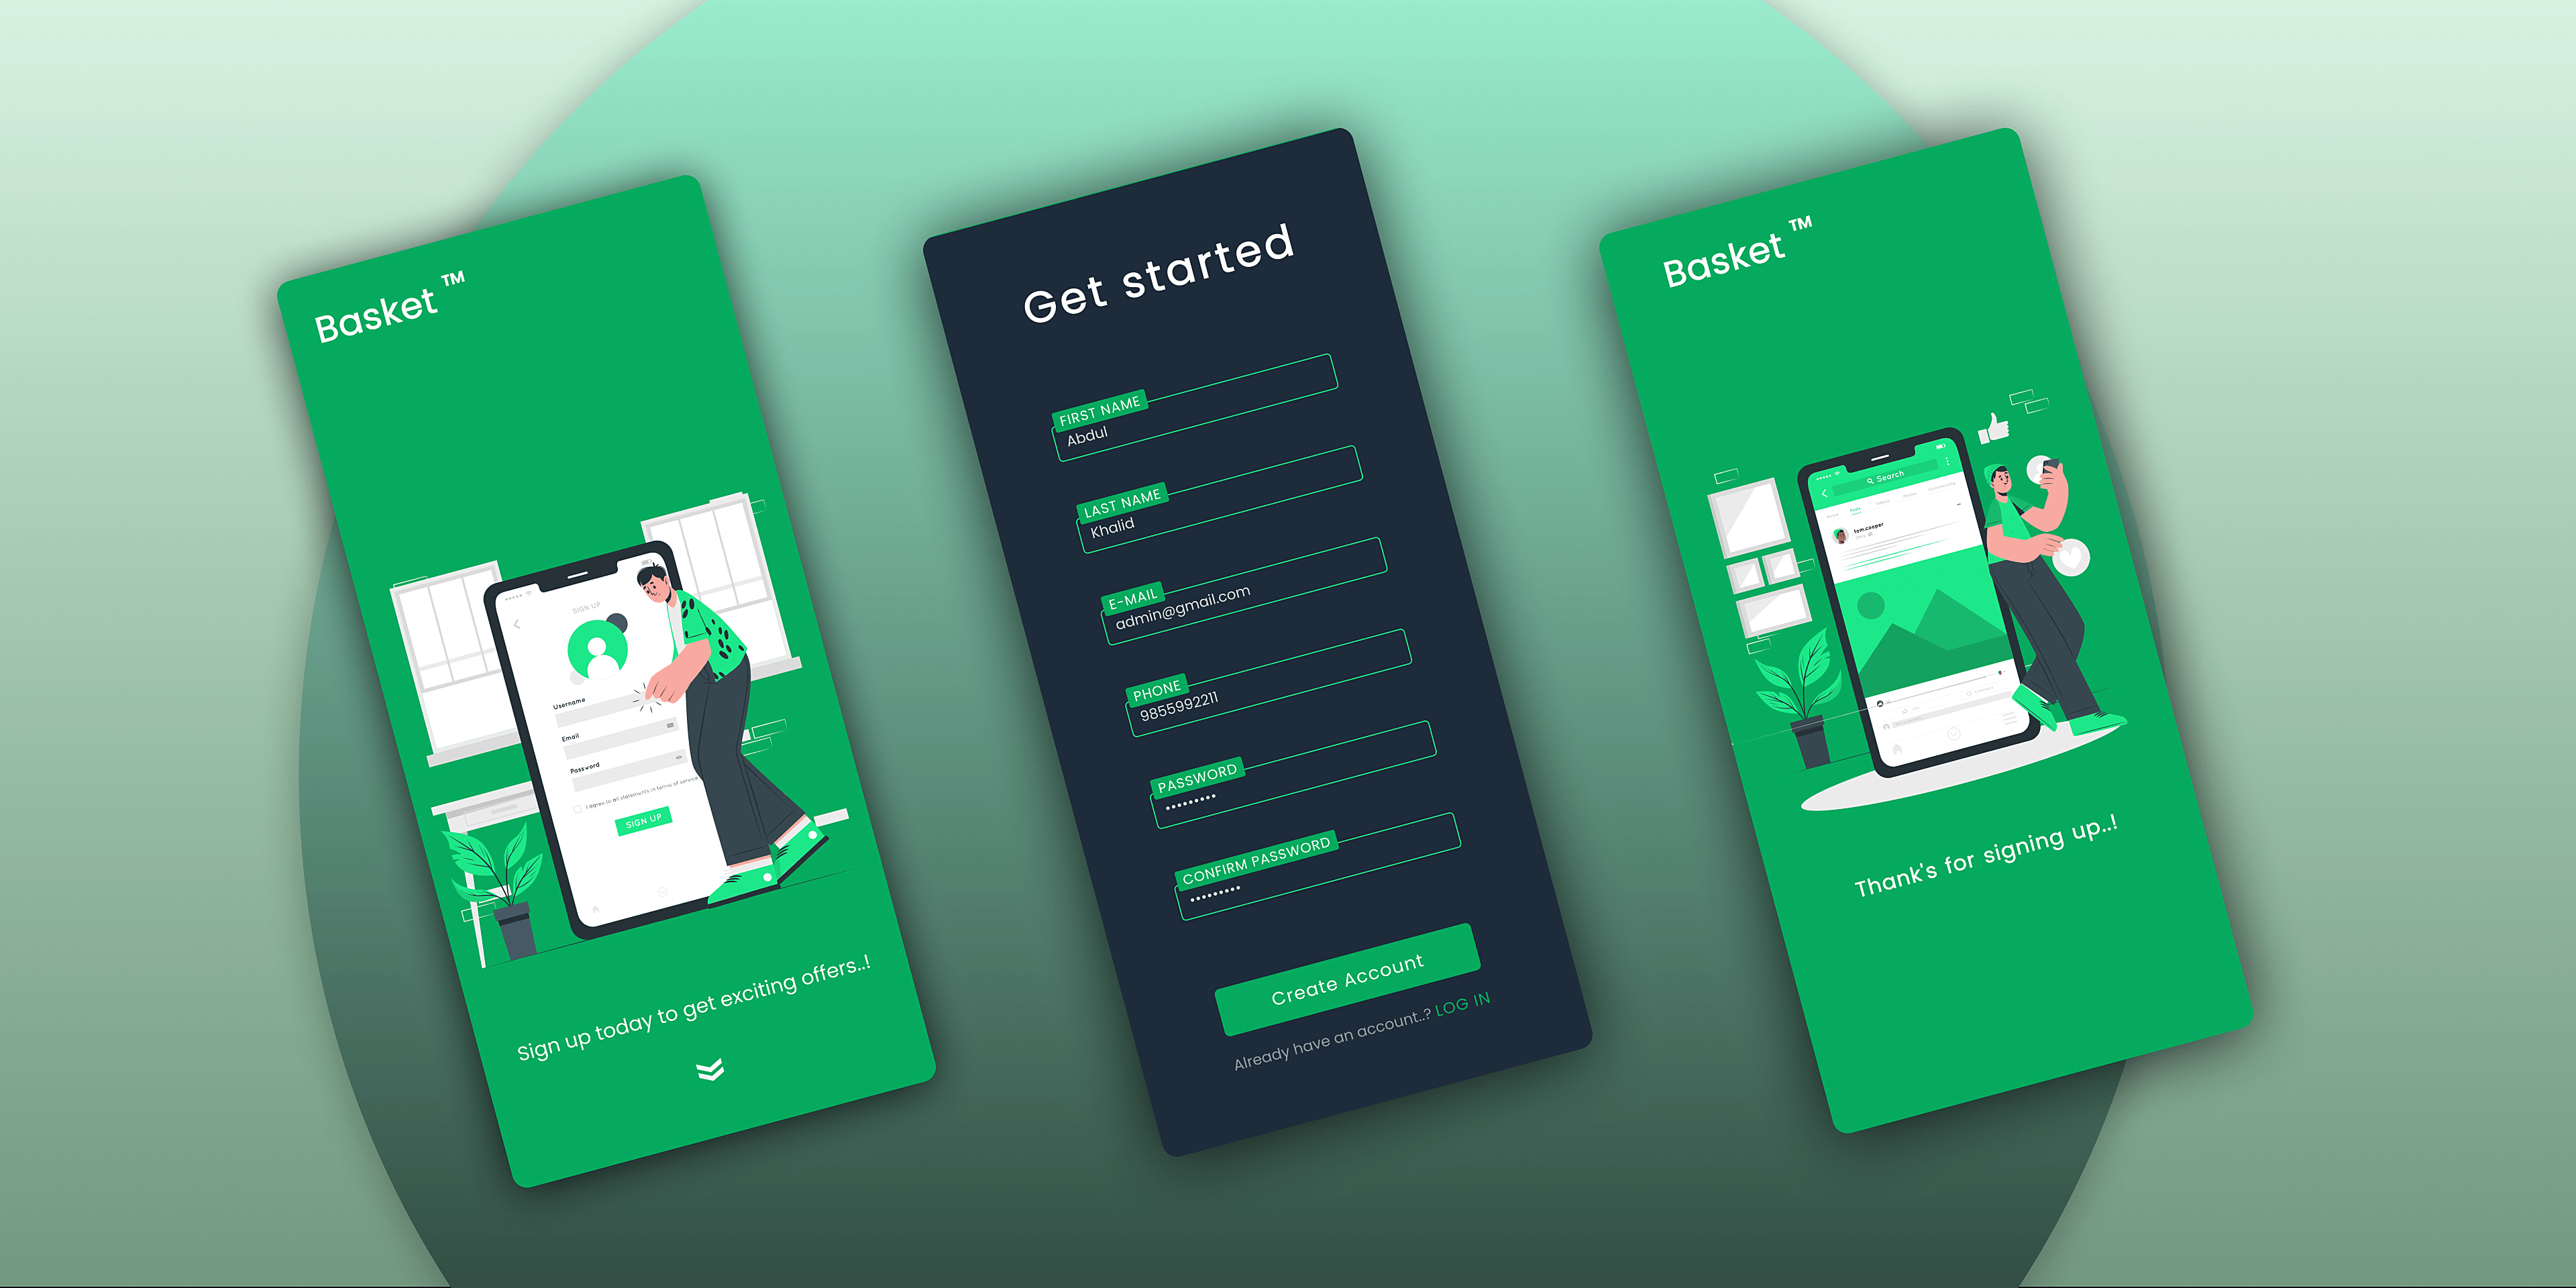 Basket ™
SIGN UP
Username
Email
Password
I agree to all statements in terms of service
SIGN UP
Sign up today to get exciting offers..!
Get started
FIRST NAME
Abdul
LAST NAME
Khalid
E-MAIL
admin@gmail.com
PHONE
9855992211
PASSWORD
•••••••••
CONFIRM PASSWORD
•••••••••
Create Account
Already have an account..? LOG IN
Basket ™
Search
Posts
tom.cooper
Thank's for signing up..!